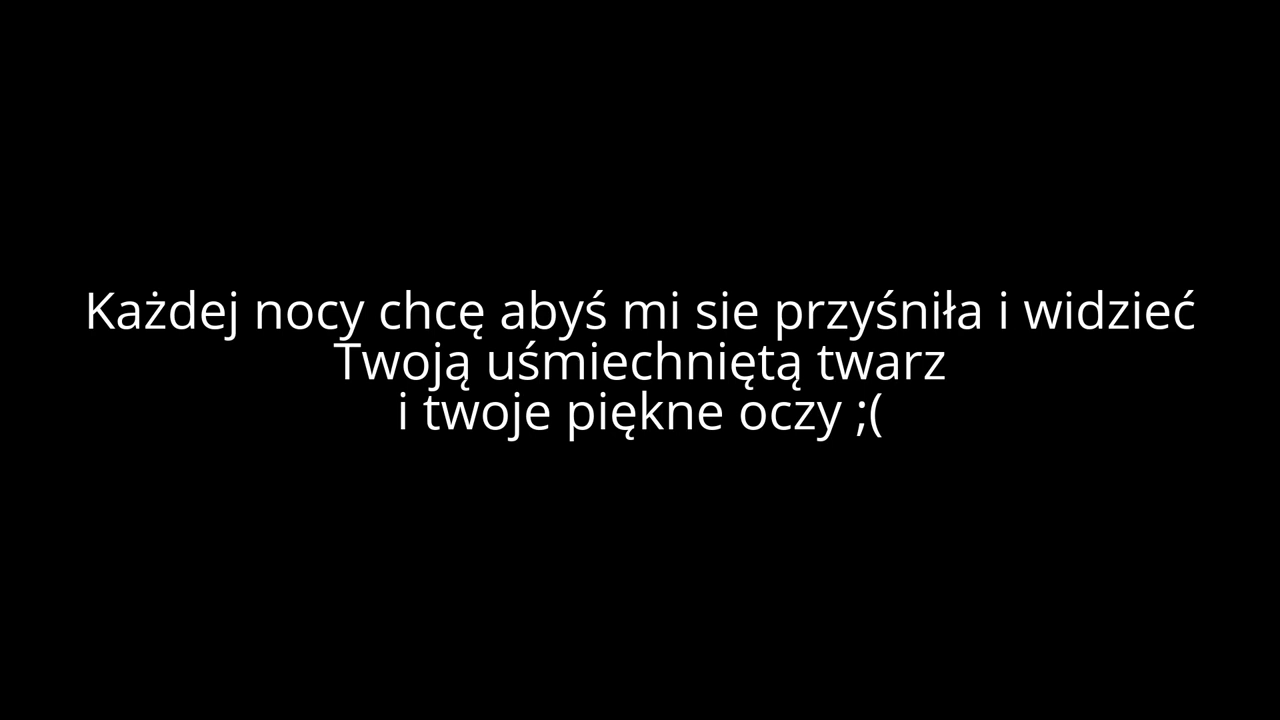 Każdej nocy chcę abyś mi sie przyśniła i widzieć
Twoją uśmiechniętą twarz
i twoje piękne oczy ;(